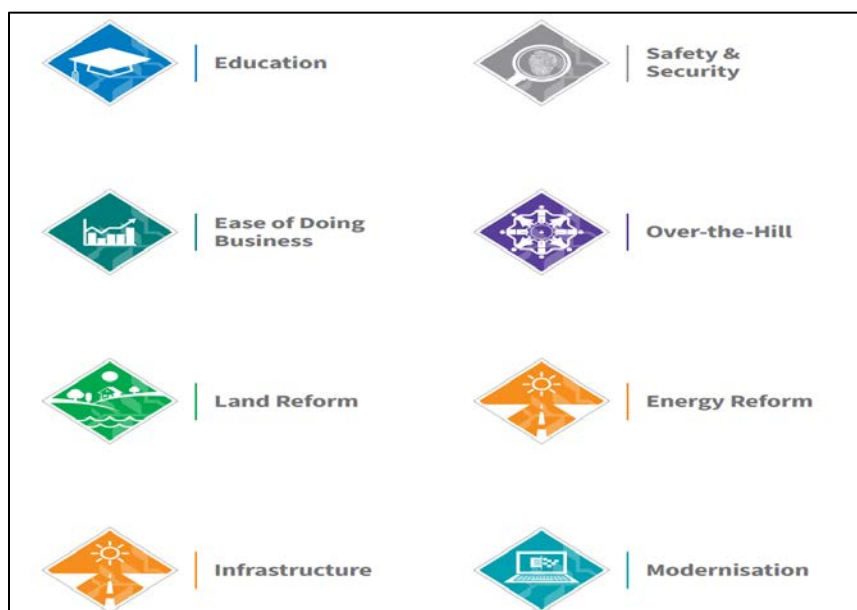 Education
Safety &
Security
Ease of Doing
Business
Over-the-Hill
Land Reform
Energy Reform
Infrastructure
Modernisation